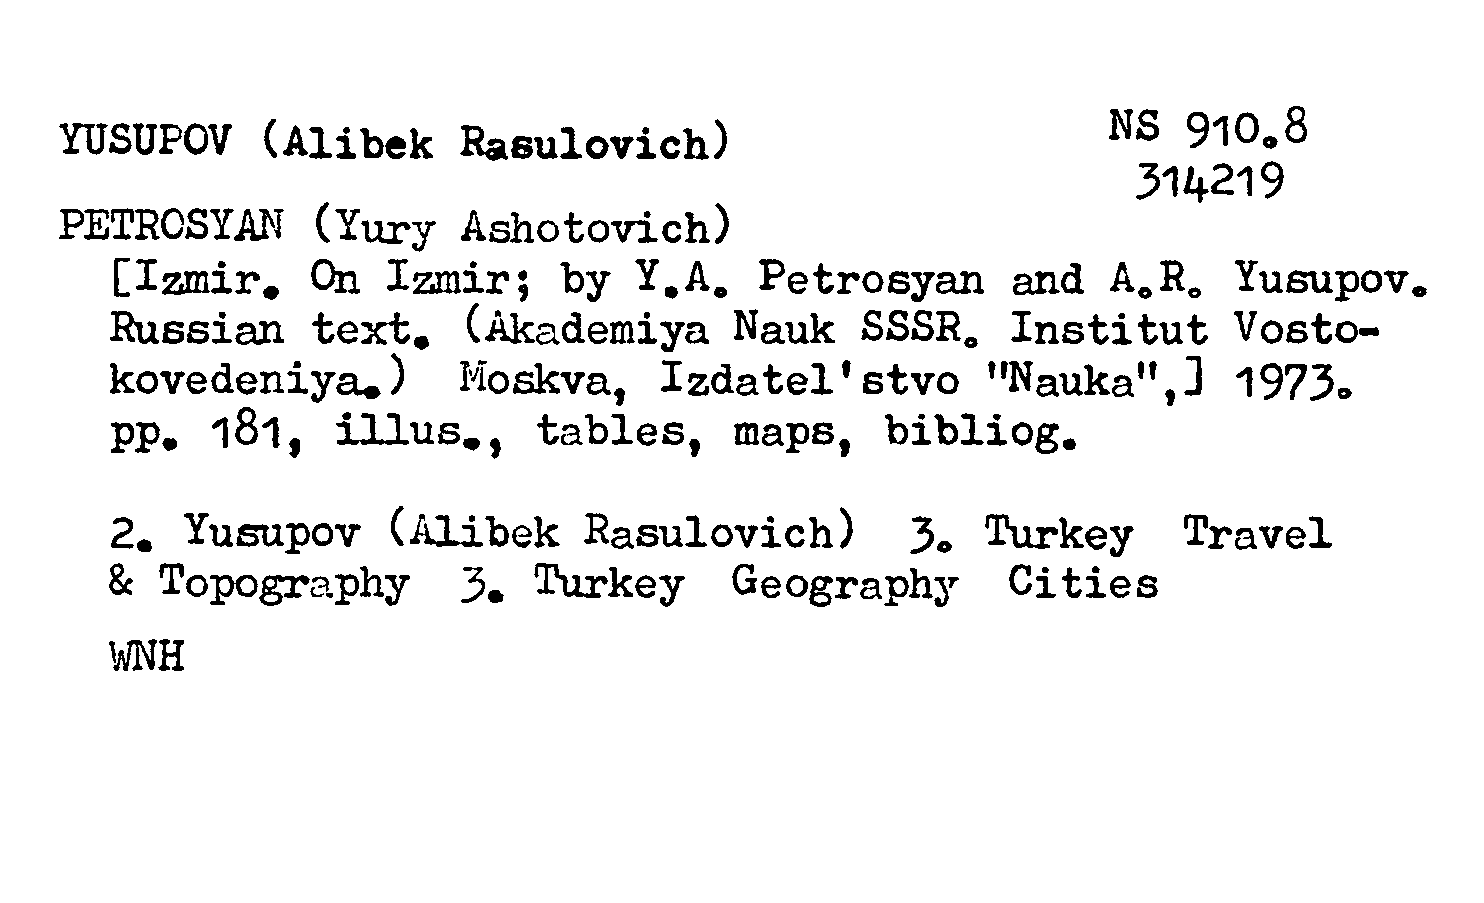 YUSUPOV (Alibek Rasulovich)
NS 910.8
314219
PETROSYAN (Yury Ashotovich)
[Izmir. On Izmir; by Y.A. Petrosyan and A.R. Yusupov.
Russian text. (Akademiya Nauk SSSR. Institut Vosto-
kovedeniya.) Moskva, Izdatel'stvo "Nauka",] 1973.
pp. 181, illus., tables, maps, bibliog.
2. Yusupov (Alibek Rasulovich) 3. Turkey Travel
& Topography 3. Turkey Geography Cities
WNH